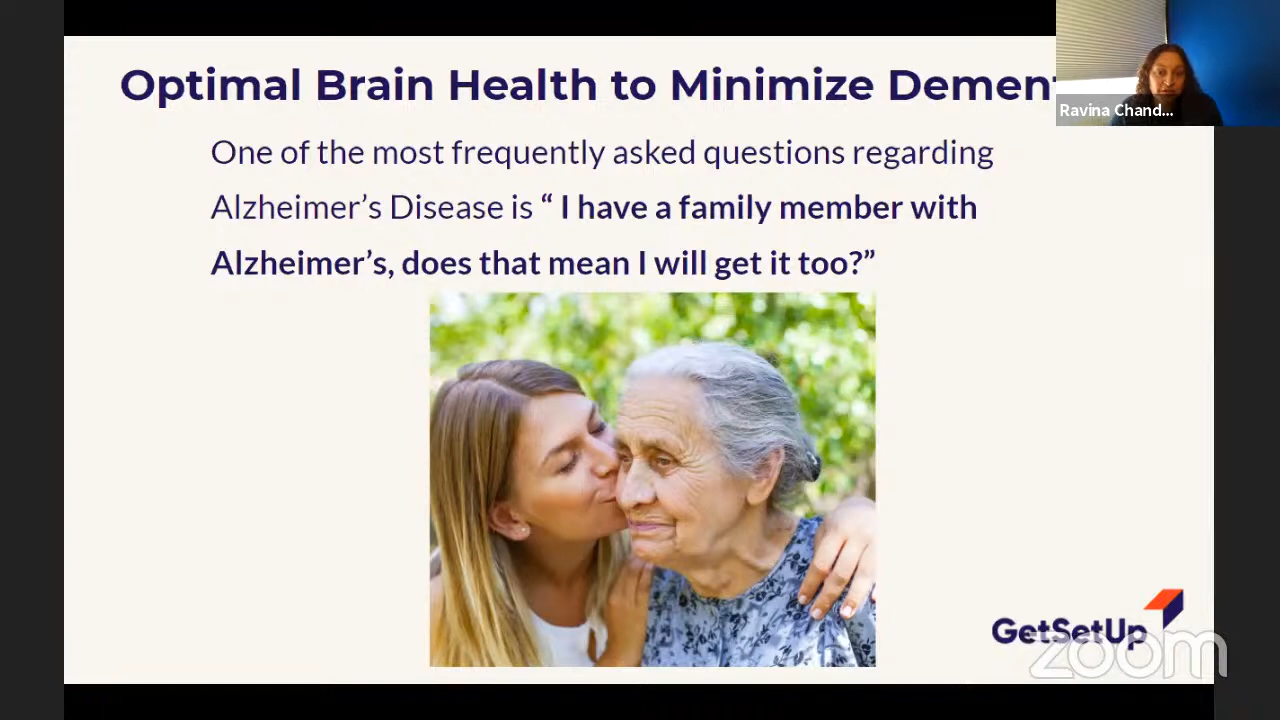 Optimal Brain Health to Minimize Demen
Ravina Chand...
One of the most frequently asked questions regarding
Alzheimer’s Disease is “ I have a family member with
Alzheimer’s, does that mean I will get it too?”
GetSetUp
zoom